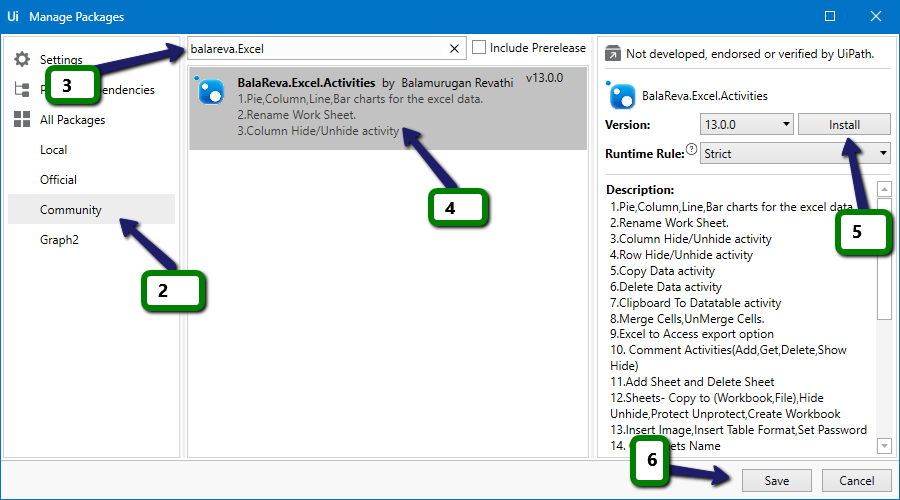 Ui Manage Packages
Settings
3
P
endencies
All Packages
Local
Official
Community
Graph2
2
balareva.Excel
Include Prerelease
BalaReva.Excel.Activities by Balamurugan Revathi v13.0.0
1.Pie,Column,Line,Bar charts for the excel data.
2.Rename Work Sheet.
3.Column Hide/Unhide activity
4
Not developed, endorsed or verified by UiPath.
BalaReva.Excel.Activities
Version: 13.0.0 Install
Runtime Rule: ? Strict
5
Description:
1.Pie,Column,Line,Bar charts for the excel data.
2.Rename Work Sheet.
3.Column Hide/Unhide activity
4.Row Hide/Unhide activity
5.Copy Data activity
6.Delete Data activity
7.Clipboard To Datatable activity
8.Merge Cells,UnMerge Cells.
9.Excel to Access export option
10. Comment Activities(Add,Get,Delete,Show
Hide)
11.Add Sheet and Delete Sheet
12.Sheets- Copy to (Workbook,File),Hide
Unhide,Protect Unprotect,Create Workbook
13.Insert Image,Insert Table Format,Set Password
14. ets Name
6
Save Cancel